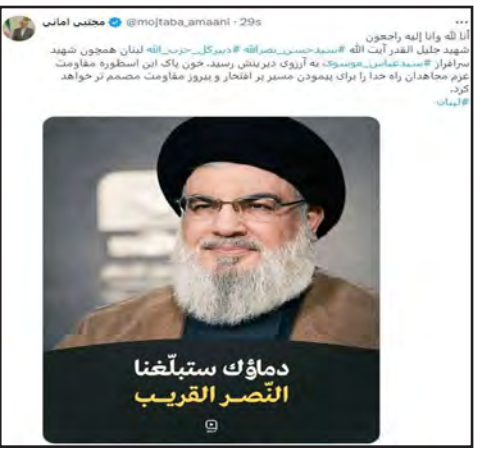 مجتبی امانی @mojtaba_amaani · 29s
...
أنا لله وانا إليه راجعون
شهید جلیل القدر آیت الله #سیدحسن_نصرالله #دبیرکل_حزب_الله لبنان همچون شهید
سرافراز #سیدعباس_موسوی به آرزوی دیرینش رسید. خون پاک این اسطوره مقاومت
عزم مجاهدان راه خدا را برای پیمودن مسیر پر افتخار و پیروز مقاومت مصمم تر خواهد
کرد.
#لبنان
دماؤك ستبلّغنا
النّصر القريب